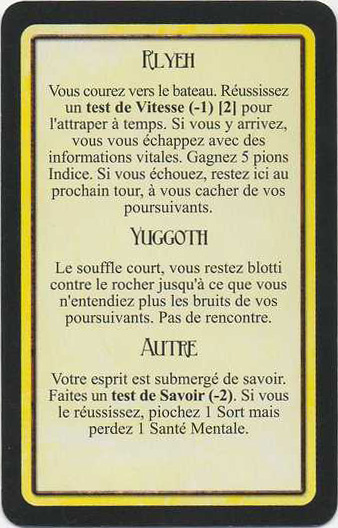 R'LYEH
Vous courez vers le bateau. Réussissez
un test de Vitesse (-1) [2] pour
l'attraper à temps. Si vous y arrivez,
vous vous échappez avec des
informations vitales. Gagnez 5 pions
Indice. Si vous échouez, restez ici au
prochain tour, à vous cacher de vos
poursuivants.
YUGGOTH
Le souffle court, vous restez blotti
contre le rocher jusqu'à ce que vous
n'entendiez plus les bruits de vos
poursuivants. Pas de rencontre.
AUTRE
Votre esprit est submergé de savoir.
Faites un test de Savoir (-2). Si vous
le réussissez, piochez 1 Sort mais
perdez 1 Santé Mentale.